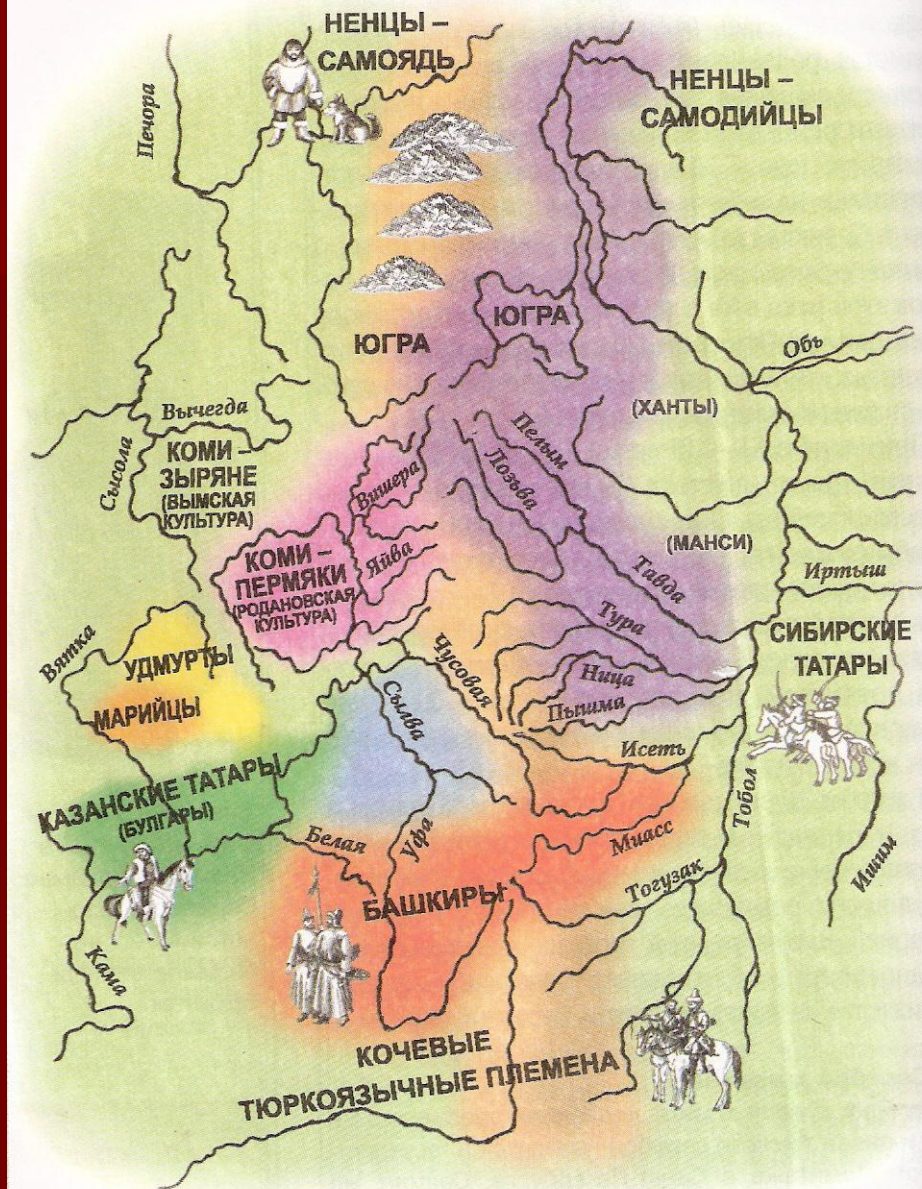 НЕНЦЫ –
САМОЯДЬ
НЕНЦЫ –
САМОДИЙЦЫ
Печора
ЮГРА
ЮГРА
Обь
(ХАНТЫ)
Вычегда
Сысола
КОМИ –
ЗЫРЯНЕ
(ВЫМСКАЯ
КУЛЬТУРА)
Вишера
Пелым
Лозьва
(МАНСИ)
КОМИ –
ПЕРМЯКИ
(РОДАНОВСКАЯ
КУЛЬТУРА)
Яйва
Тавда
Иртыш
Тура
СИБИРСКИЕ
ТАТАРЫ
Вятка
УДМУРТЫ
МАРИЙЦЫ
Чусовая
Сылва
Ница
Пышма
Исеть
КАЗАНСКИЕ ТАТАРЫ
(БУЛГАРЫ)
Белая
Уфа
Миасс
Тобол
Ишим
Тогузак
БАШКИРЫ
Кама
КОЧЕВЫЕ
ТЮРКОЯЗЫЧНЫЕ ПЛЕМЕНА